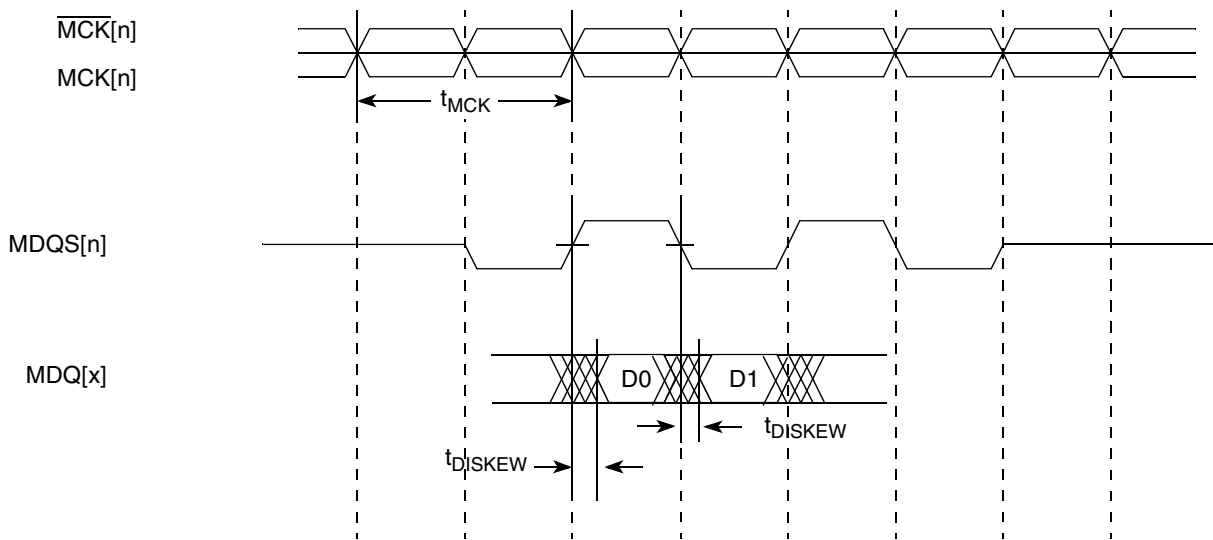 MCK[n]
MCK[n]
tMCK
MDQS[n]
MDQ[x]
D0
D1
tDISKEW
tDISKEW